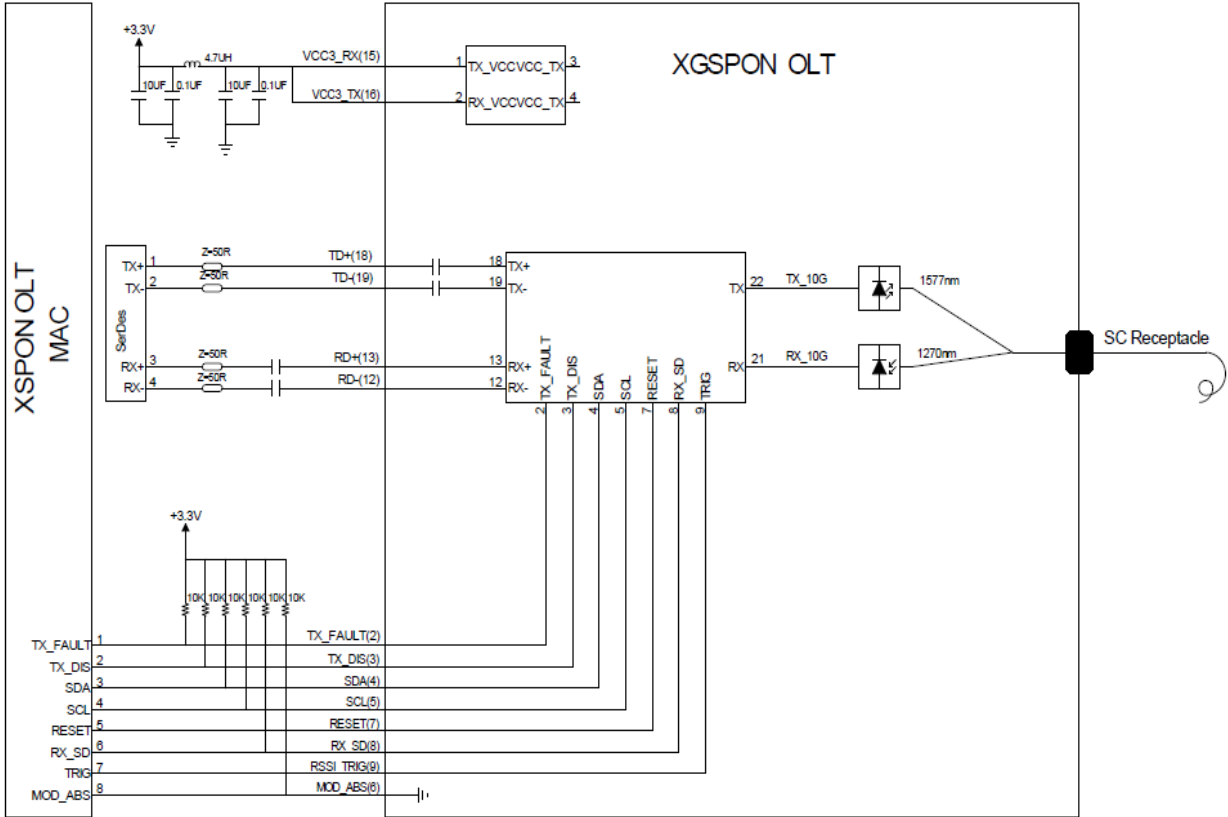 +3.3V
4.7UH
10UF
0.1UF
10UF
0.1UF
VCC3_RX(15)
VCC3_TX(16)
1 TX_VCCVCC_TX 3
2 RX_VCCVCC_TX 4
XGSPON OLT
XSPON OLT
MAC
SerDes
TX+ 1
TX- 2
RX+ 3
RX- 4
Z=50R
Z=50R
Z=50R
Z=50R
TD+(18)
TD-(19)
RD+(13)
RD-(12)
18 TX+
19 TX-
13 RX+
12 RX-
TX_FAULT
TX_DIS
SDA
SCL
RESET
RX_SD
TRIG
2
3
4
5
7
8
9
TX 22
RX 21
TX_10G
RX_10G
1577nm
1270nm
SC Receptacle
+3.3V
10K 10K 10K 10K 10K 10K
TX_FAULT 1 TX_FAULT(2)
TX_DIS 2 TX_DIS(3)
SDA 3 SDA(4)
SCL 4 SCL(5)
RESET 5 RESET(7)
RX_SD 6 RX_SD(8)
TRIG 7 RSSI_TRIG(9)
MOD_ABS 8 MOD_ABS(6)